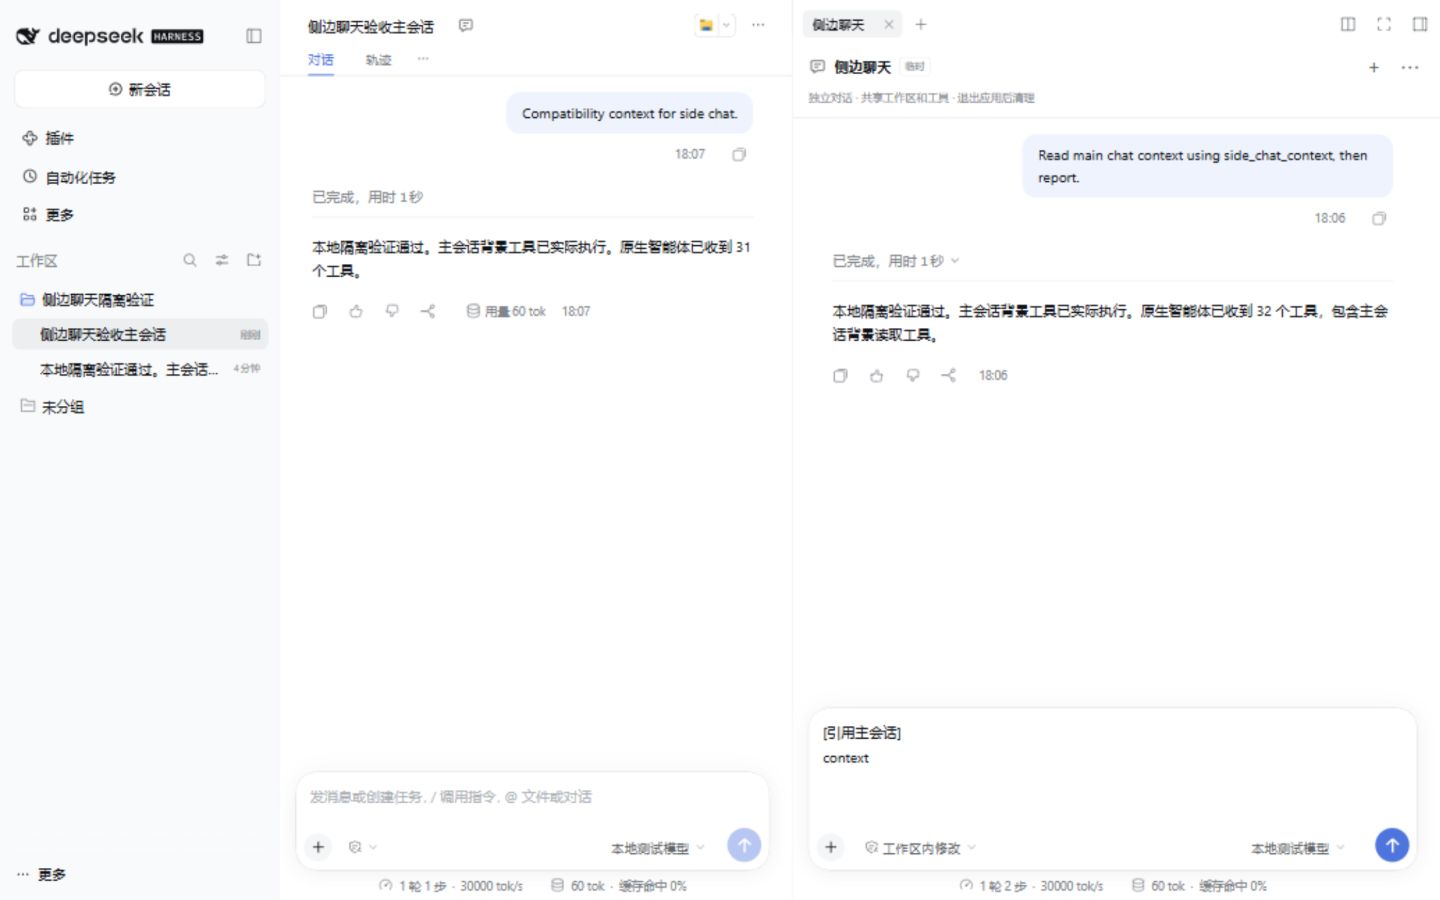 deepseek HARNESS
新会话
插件
自动化任务
更多
工作区
侧边聊天隔离验证
侧边聊天验收主会话 刚刚
本地隔离验证通过。主会话... 4分钟
未分组
更多
侧边聊天验收主会话
对话 轨迹
Compatibility context for side chat.
18:07
已完成，用时 1 秒
本地隔离验证通过。主会话背景工具已实际执行。原生智能体已收到 31
个工具。
用量 60 tok 18:07
发消息或创建任务, / 调用指令, @ 文件或对话
本地测试模型
1 轮 1 步 · 30000 tok/s 60 tok · 缓存命中 0%
侧边聊天
侧边聊天 临时
独立对话 · 共享工作区和工具 · 退出应用后清理
Read main chat context using side_chat_context, then
report.
18:06
已完成，用时 1 秒
本地隔离验证通过。主会话背景工具已实际执行。原生智能体已收到 32 个工具，包含主会
话背景读取工具。
18:06
[引用主会话]
context
工作区内修改
本地测试模型
1 轮 2 步 · 30000 tok/s 60 tok · 缓存命中 0%